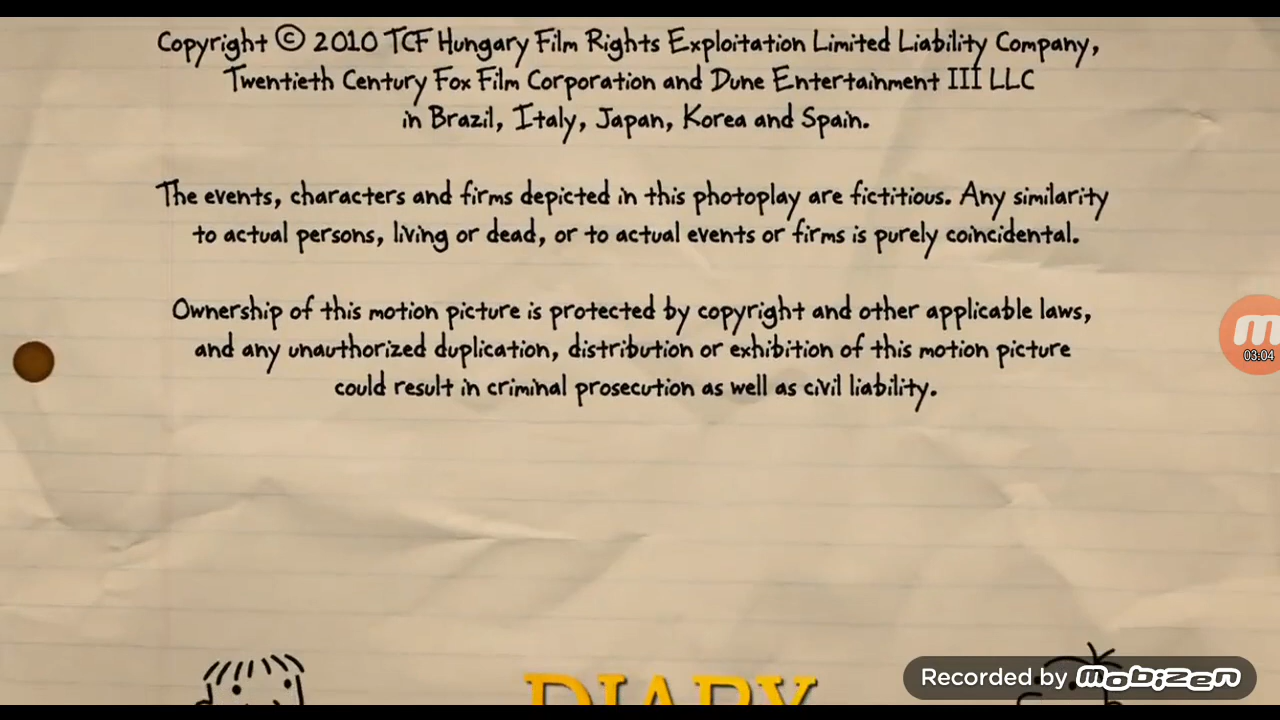 Copyright © 2010 TCF Hungary Film Rights Exploitation Limited Liability Company,
Twentieth Century Fox Film Corporation and Dune Entertainment III LLC
in Brazil, Italy, Japan, Korea and Spain.
The events, characters and firms depicted in this photoplay are fictitious. Any similarity
to actual persons, living or dead, or to actual events or firms is purely coincidental.
Ownership of this motion picture is protected by copyright and other applicable laws,
and any unauthorized duplication, distribution or exhibition of this motion picture
could result in criminal prosecution as well as civil liability.
M
03:04
Recorded by mobizen
DIARY